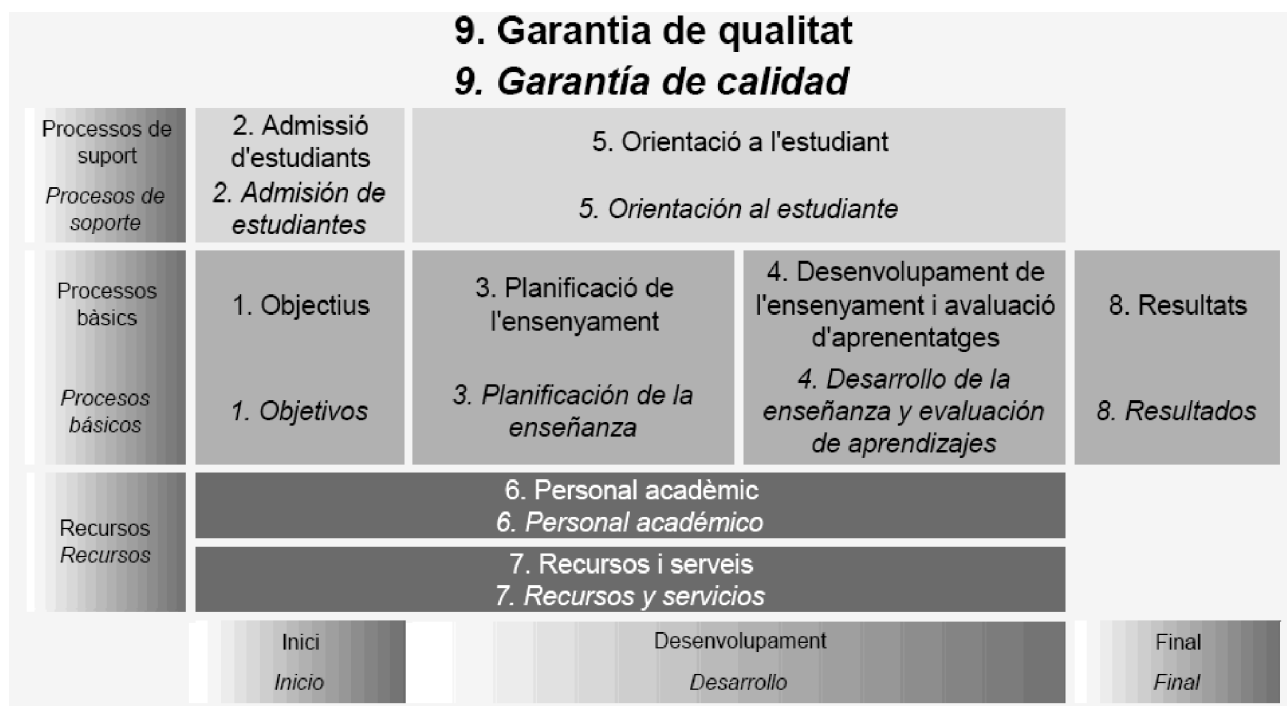 9. Garantia de qualitat
9. Garantía de calidad
Processos de
suport
Procesos de
soporte
2. Admissió
d'estudiants
2. Admisión de
estudiantes
5. Orientació a l'estudiant
5. Orientación al estudiante
Processos
bàsics
Procesos
básicos
1. Objectius
1. Objetivos
3. Planificació de
l'ensenyament
3. Planificación de la
enseñanza
4. Desenvolupament de
l'ensenyament i avaluació
d'aprenentatges
4. Desarrollo de la
enseñanza y evaluación
de aprendizajes
8. Resultats
8. Resultados
Recursos
Recursos
6. Personal acadèmic
6. Personal académico
7. Recursos i serveis
7. Recursos y servicios
Inici
Inicio
Desenvolupament
Desarrollo
Final
Final